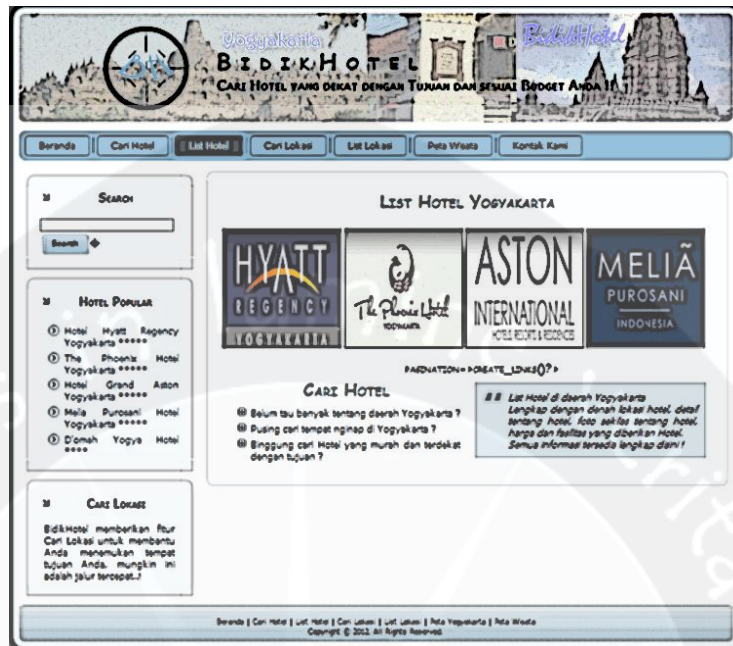 Yogyakarta
BidikHotel
BIDIKHOTEL
CARI HOTEL YANG DEKAT DENGAN TUJUAN DAN SESUAI BUDGET ANDA !!
Beranda
Cari Hotel
List Hotel
Cari Lokasi
List Lokasi
Peta Wisata
Kontak Kami
SEARCH
Search
HOTEL POPULAR
Hotel Hyatt Regency
Yogyakarta *****
The Phoenix Hotel
Yogyakarta *****
Hotel Grand Aston
Yogyakarta *****
Melia Purosani Hotel
Yogyakarta *****
D'omah Yogya Hotel
****
CARI LOKASI
BidikHotel memberikan fitur
Cari Lokasi untuk membantu
Anda menemukan tempat
tujuan Anda, mungkin ini
adalah jalur tercepat..!
LIST HOTEL YOGYAKARTA
HYATT
REGENCY
YOGYAKARTA
The Phoenix Hotel
YOGYAKARTA
ASTON
INTERNATIONAL
HOTELS, RESORTS & RESIDENCES
MELIÃ
PUROSANI
INDONESIA
PAGINATION->CREATE_LINKS()?>
CARI HOTEL
Belum tau banyak tentang daerah Yogyakarta ?
Pusing cari tempat nginap di Yogyakarta ?
Binggung cari Hotel yang murah dan terdekat
dengan tujuan ?
List Hotel di daerah Yogyakarta
Lengkap dengan denah lokasi hotel, detail
tentang hotel, foto sekilas tentang hotel,
harga dan fasilitas yang diberikan Hotel.
Semua informasi tersedia lengkap disini !
Beranda | Cari Hotel | List Hotel | Cari Lokasi | List Lokasi | Peta Yogyakarta | Peta Wisata
Copyright © 2012. All Rights Reserved.